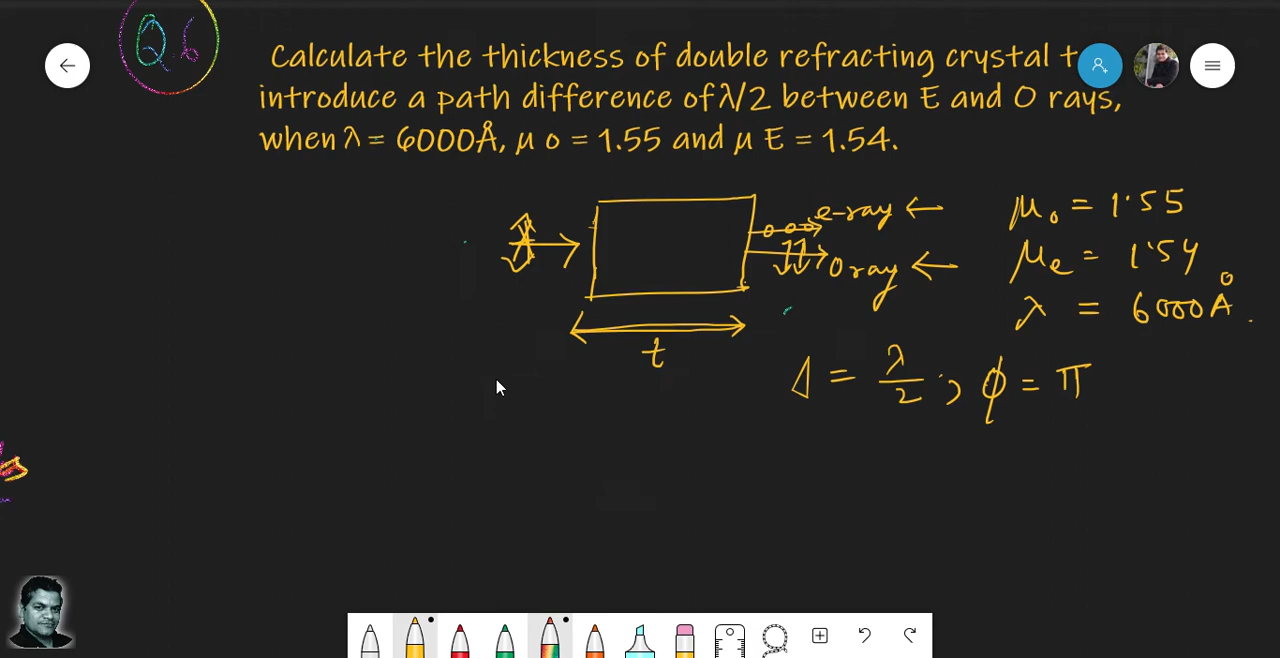 Q.6
Calculate the thickness of double refracting crystal t
introduce a path difference of λ/2 between E and O rays,
when λ = 6000Å, μ o = 1.55 and μ E = 1.54.
e-ray ←
O ray ←
t
μo = 1.55
μe = 1.54
λ = 6000Å.
Δ = λ/2 ; φ = π